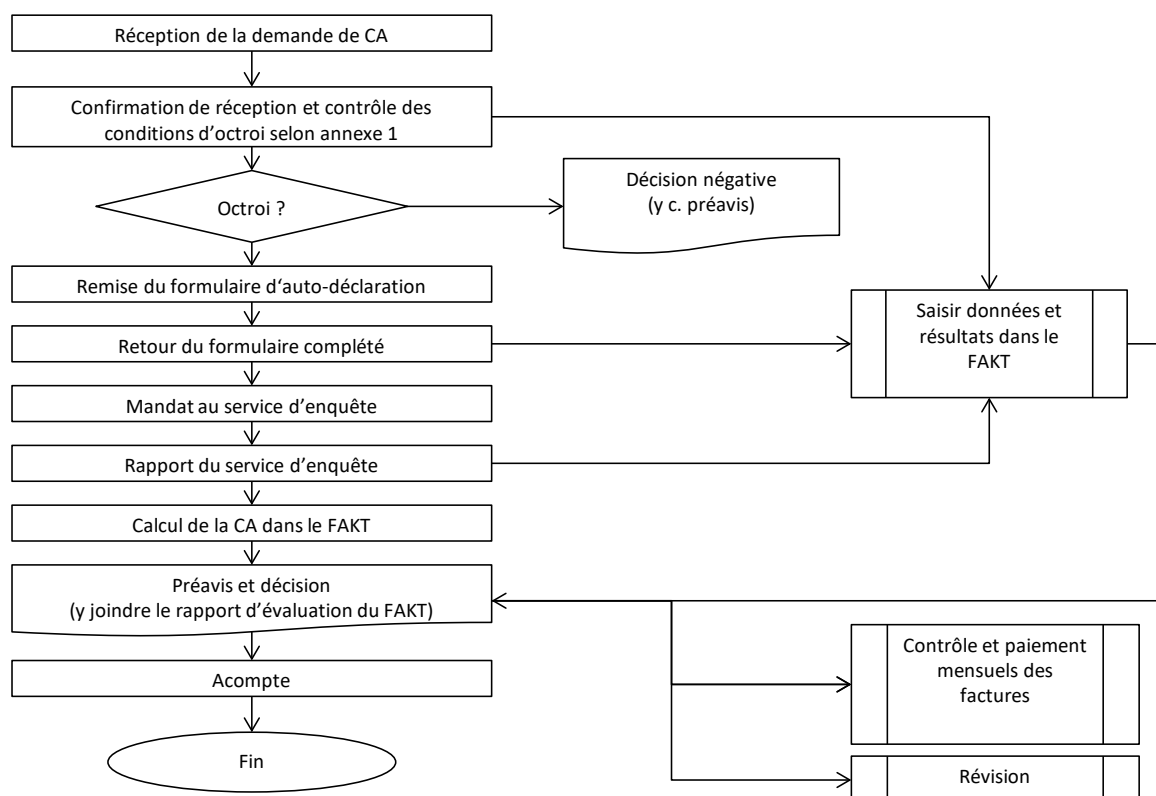 Réception de la demande de CA
Confirmation de réception et contrôle des
conditions d’octroi selon annexe 1
Octroi ?
Décision négative
(y c. préavis)
Remise du formulaire d‘auto-déclaration
Saisir données et
résultats dans le
FAKT
Retour du formulaire complété
Mandat au service d’enquête
Rapport du service d’enquête
Calcul de la CA dans le FAKT
Préavis et décision
(y joindre le rapport d’évaluation du FAKT)
Contrôle et paiement
mensuels des
factures
Acompte
Fin
Révision